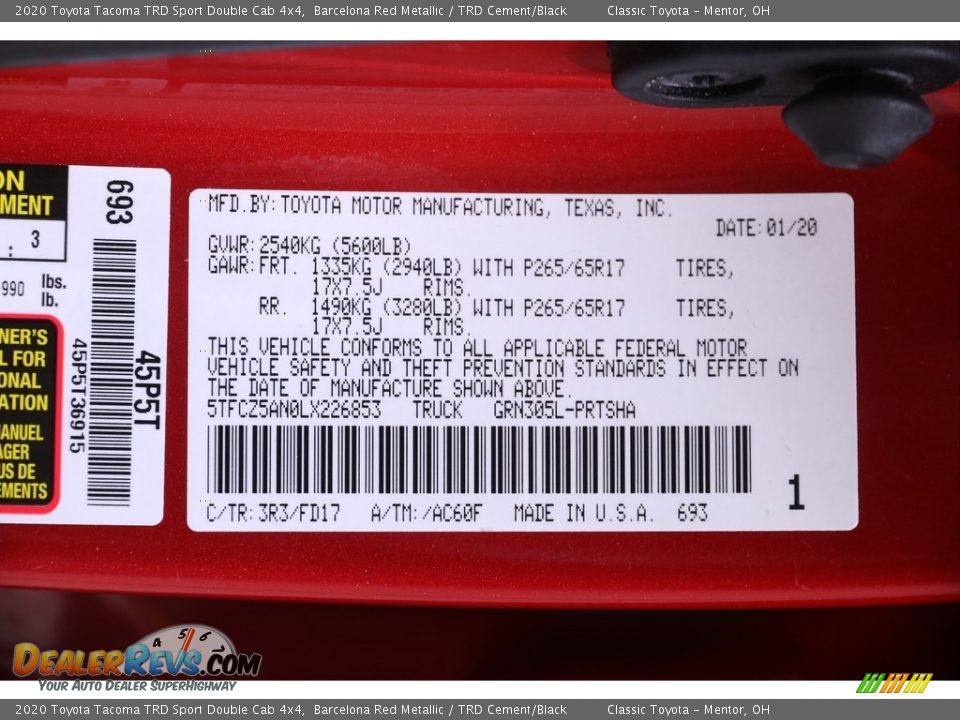 2020 Toyota Tacoma TRD Sport Double Cab 4x4, Barcelona Red Metallic / TRD Cement/Black Classic Toyota - Mentor, OH
ON
MENT
: 3
990 lbs.
lb.
NER'S
L FOR
ONAL
ATION
MANUEL
AGER
US DE
EMENTS
693
45P5T
45P5T36915
MFD.BY:TOYOTA MOTOR MANUFACTURING, TEXAS, INC.
DATE:01/20
GVWR:2540KG (5600LB)
GAWR:FRT. 1335KG (2940LB) WITH P265/65R17 TIRES,
17X7.5J RIMS.
RR. 1490KG (3280LB) WITH P265/65R17 TIRES,
17X7.5J RIMS.
THIS VEHICLE CONFORMS TO ALL APPLICABLE FEDERAL MOTOR
VEHICLE SAFETY AND THEFT PREVENTION STANDARDS IN EFFECT ON
THE DATE OF MANUFACTURE SHOWN ABOVE.
5TFCZ5AN0LX226853 TRUCK GRN305L-PRTSHA
1
C/TR:3R3/FD17 A/TM:/AC60F MADE IN U.S.A. 693
4 5 6
DealerRevs.com
Your Auto Dealer SuperHighway
2020 Toyota Tacoma TRD Sport Double Cab 4x4, Barcelona Red Metallic / TRD Cement/Black Classic Toyota - Mentor, OH